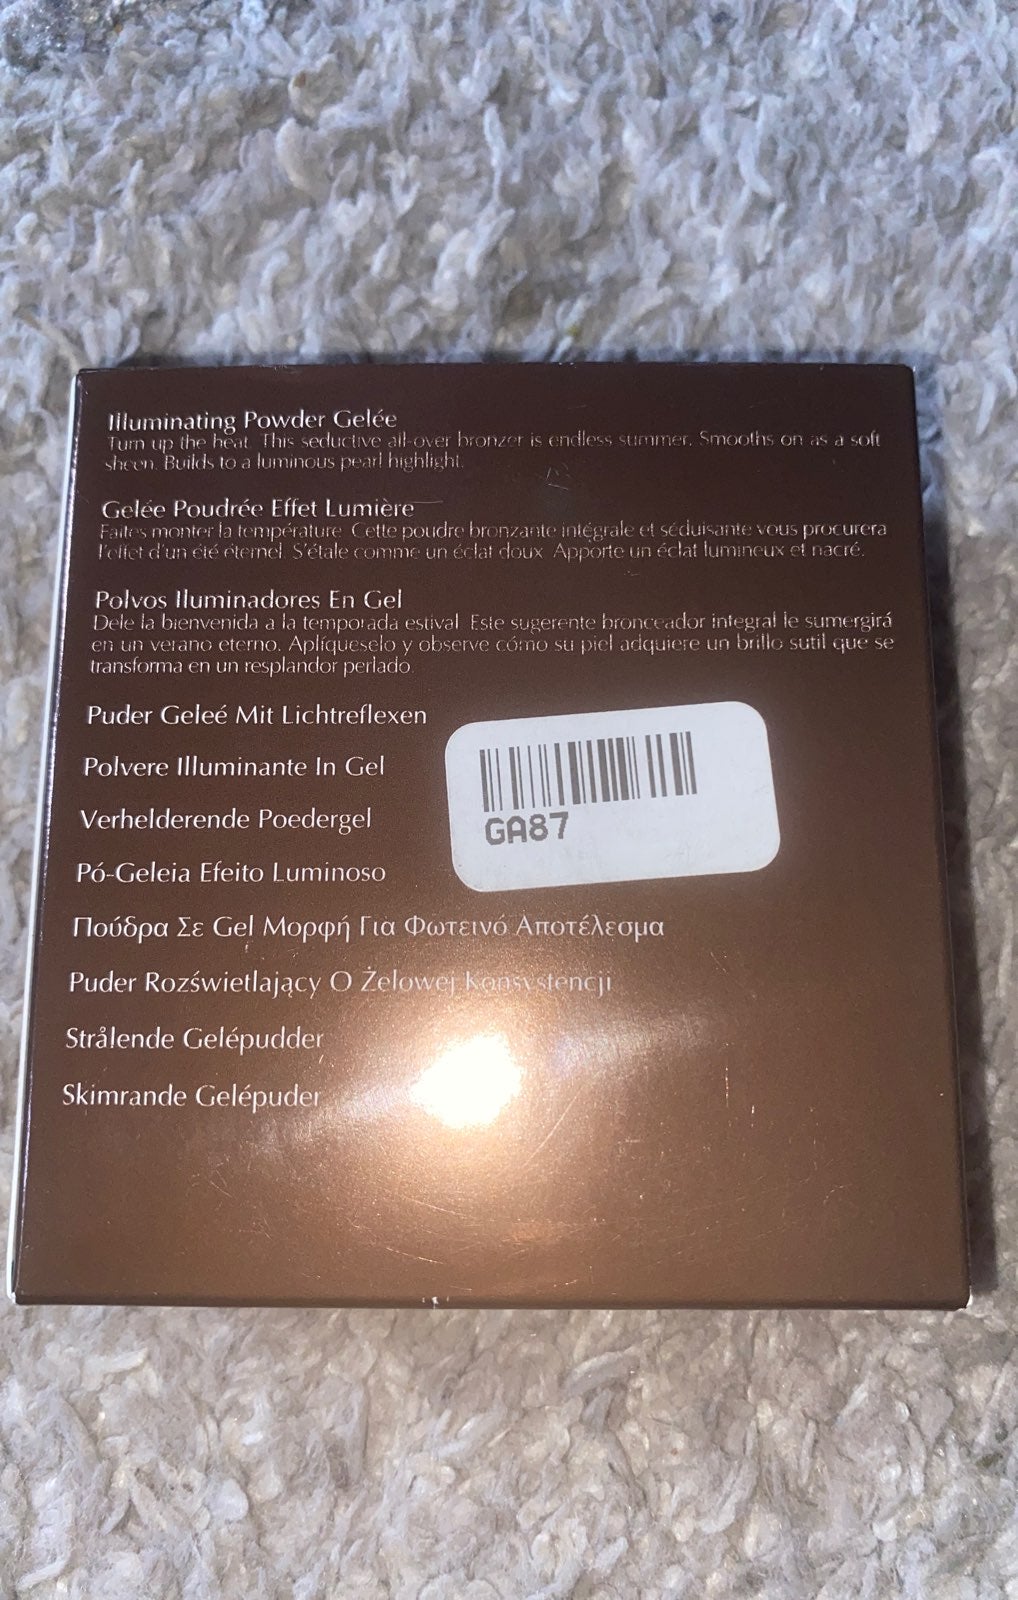 Illuminating Powder Gelée
Turn up the heat. This seductive all-over bronzer is endless summer. Smooths on as a soft
sheen. Builds to a luminous pearl highlight.
Gelée Poudrée Effet Lumière
Faites monter la température. Cette poudre bronzante intégrale et séduisante vous procurera
l'effet d'un été éternel. S'étale comme un éclat doux. Apporte un éclat lumineux et nacré.
Polvos Iluminadores En Gel
Dele la bienvenida a la temporada estival. Este sugerente bronceador integral le sumergirá
en un verano eterno. Aplíqueselo y observe cómo su piel adquiere un brillo sutil que se
transforma en un resplandor perlado.
Puder Geleé Mit Lichtreflexen
Polvere Illuminante In Gel
Verhelderende Poedergel
Pó-Geleia Efeito Luminoso
Πούδρα Σε Gel Μορφή Για Φωτεινό Αποτέλεσμα
Puder Rozświetlający O Żelowej Konsystencji
Strålende Gelépudder
Skimrande Gelépuder
GA87